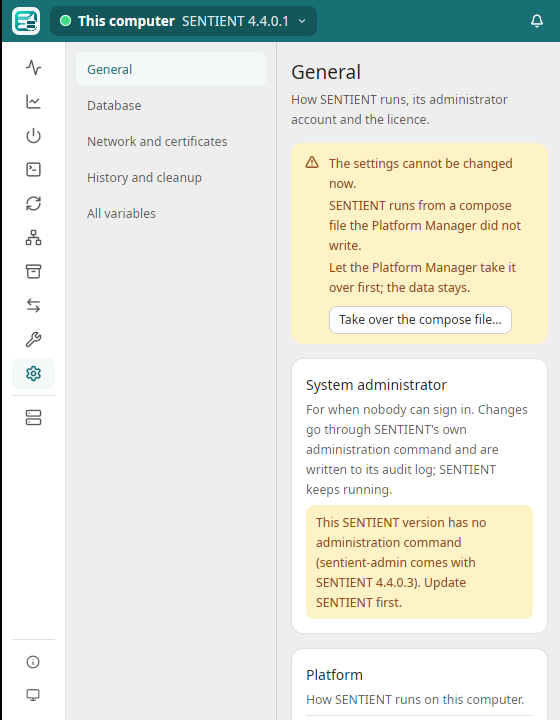 This computer SENTIENT 4.4.0.1
General
Database
Network and certificates
History and cleanup
All variables
General
How SENTIENT runs, its administrator
account and the licence.
The settings cannot be changed
now.
SENTIENT runs from a compose
file the Platform Manager did not
write.
Let the Platform Manager take it
over first; the data stays.
Take over the compose file...
System administrator
For when nobody can sign in. Changes
go through SENTIENT's own
administration command and are
written to its audit log; SENTIENT
keeps running.
This SENTIENT version has no
administration command
(sentient-admin comes with
SENTIENT 4.4.0.3). Update
SENTIENT first.
Platform
How SENTIENT runs on this computer.